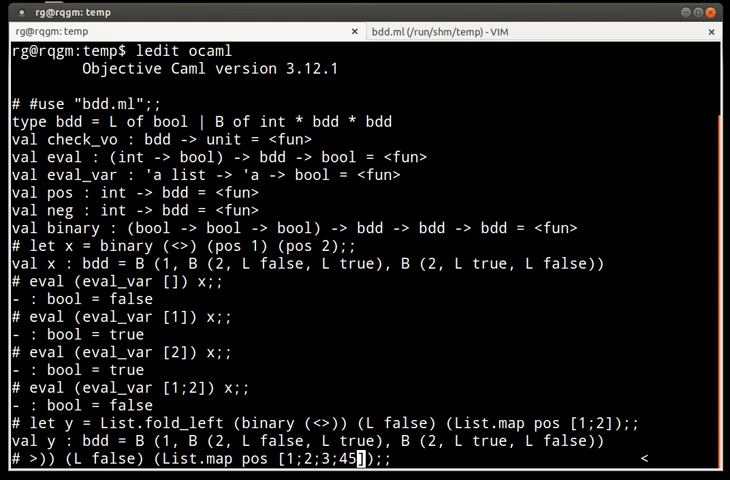 rg@rqgm: temp
rg@rqgm: temp × bdd.ml (/run/shm/temp) - VIM ×
rg@rqgm:temp$ ledit ocaml
        Objective Caml version 3.12.1

# #use "bdd.ml";;
type bdd = L of bool | B of int * bdd * bdd
val check_vo : bdd -> unit = <fun>
val eval : (int -> bool) -> bdd -> bool = <fun>
val eval_var : 'a list -> 'a -> bool = <fun>
val pos : int -> bdd = <fun>
val neg : int -> bdd = <fun>
val binary : (bool -> bool -> bool) -> bdd -> bdd -> bdd = <fun>
# let x = binary (<>) (pos 1) (pos 2);;
val x : bdd = B (1, B (2, L false, L true), B (2, L true, L false))
# eval (eval_var []) x;;
- : bool = false
# eval (eval_var [1]) x;;
- : bool = true
# eval (eval_var [2]) x;;
- : bool = true
# eval (eval_var [1;2]) x;;
- : bool = false
# let y = List.fold_left (binary (<>)) (L false) (List.map pos [1;2]);;
val y : bdd = B (1, B (2, L false, L true), B (2, L true, L false))
# >)) (L false) (List.map pos [1;2;3;45]);; <